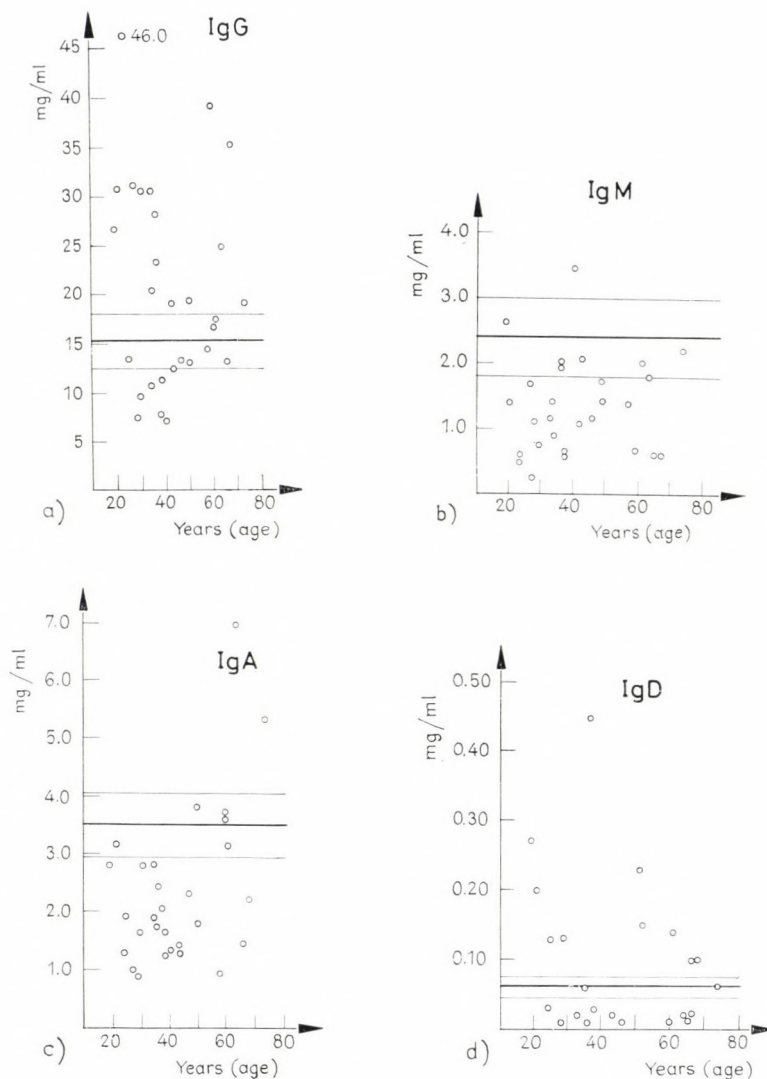 IgG
46.0
mg/ml
45
40
35
30
25
20
15
10
5
20 40 60 80
Years (age)
a)
IgM
mg/ml
4.0
3.0
2.0
1.0
20 40 60 80
Years (age)
b)
IgA
mg/ml
7.0
6.0
5.0
4.0
3.0
2.0
1.0
20 40 60 80
Years (age)
c)
IgD
mg/ml
0.50
0.40
0.30
0.20
0.10
20 40 60 80
Years (age)
d)